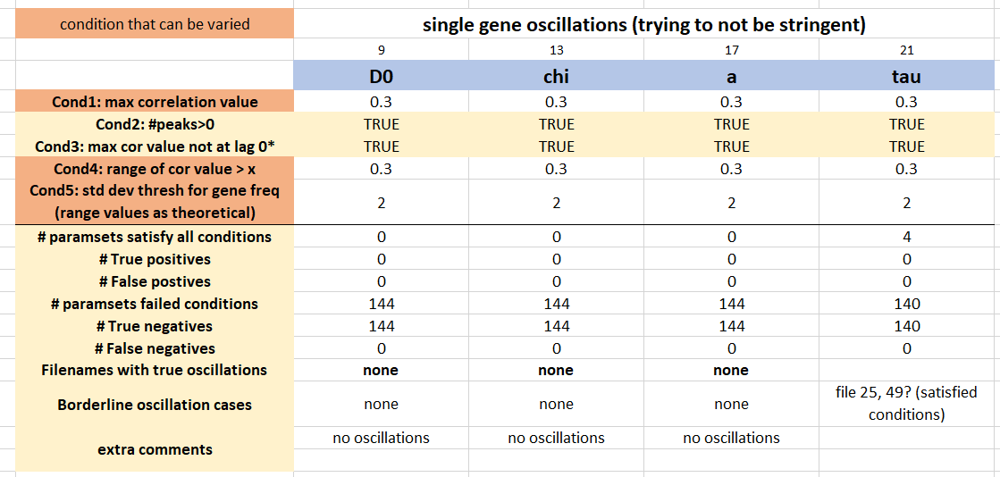 condition that can be varied single gene oscillations (trying to not be stringent)
9 13 17 21
D0 chi a tau
Cond1: max correlation value 0.3 0.3 0.3 0.3
Cond2: #peaks>0 TRUE TRUE TRUE TRUE
Cond3: max cor value not at lag 0* TRUE TRUE TRUE TRUE
Cond4: range of cor value > x 0.3 0.3 0.3 0.3
Cond5: std dev thresh for gene freq
(range values as theoretical) 2 2 2 2
# paramsets satisfy all conditions 0 0 0 4
# True positives 0 0 0 0
# False postives 0 0 0 0
# paramsets failed conditions 144 144 144 140
# True negatives 144 144 144 140
# False negatives 0 0 0 0
Filenames with true oscillations none none none
Borderline oscillation cases none none none file 25, 49? (satisfied
conditions)
extra comments no oscillations no oscillations no oscillations